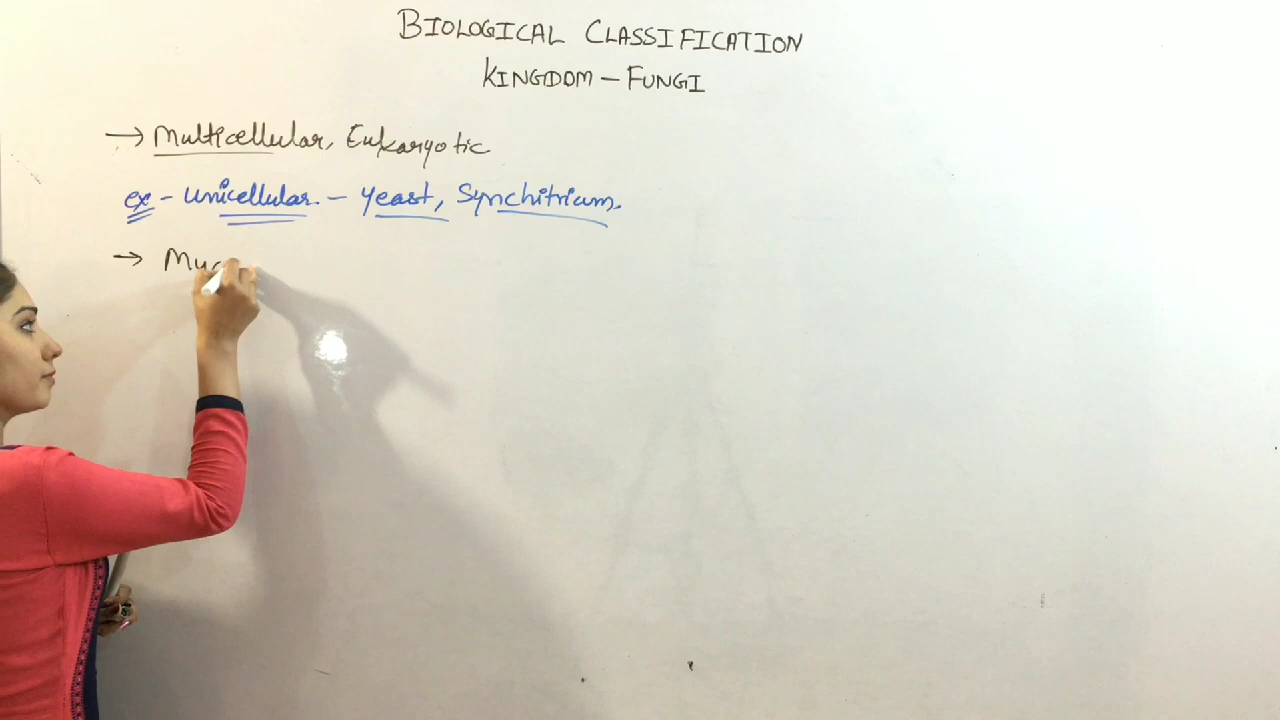 BIOLOGICAL CLASSIFICATION
KINGDOM – FUNGI
→ Multicellular, Eukaryotic
ex - Unicellular. – Yeast, Synchitrium.
→